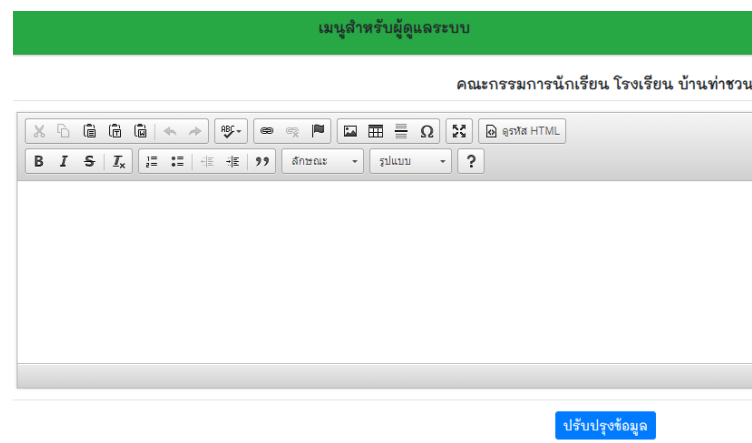 เมนูสำหรับผู้ดูแลระบบ
คณะกรรมการนักเรียน โรงเรียน บ้านท่าชวน
ABC
ดูรหัส HTML
B I S Ix
ลักษณะ
รูปแบบ
?
ปรับปรุงข้อมูล